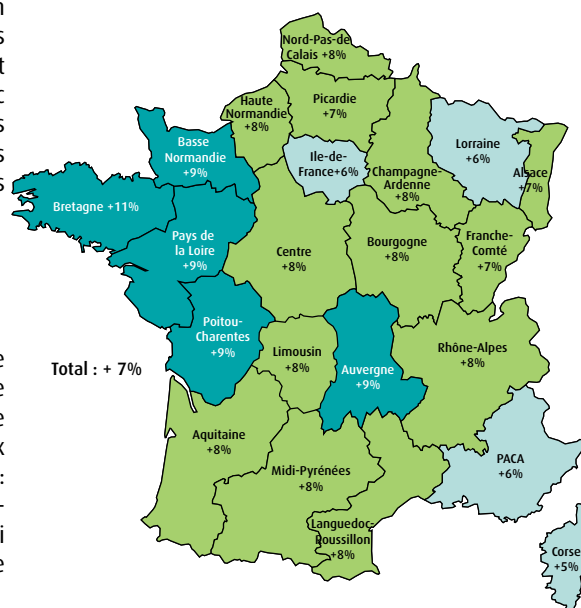 n
s
t
c
s
s
s
e
e
e
x
:
-
i
e
Nord-Pas-de
Calais +8%
Haute
Normandie
+8%
Picardie
+7%
Basse
Normandie
+9%
Ile-de-
France+6%
Champagne-
Ardenne
+8%
Lorraine
+6%
Alsace
+7%
Bretagne +11%
Pays de
la Loire
+9%
Centre
+8%
Bourgogne
+8%
Franche-
Comté
+7%
Poitou-
Charentes
+9%
Total : + 7%
Limousin
+8%
Auvergne
+9%
Rhône-Alpes
+8%
Aquitaine
+8%
Midi-Pyrénées
+8%
PACA
+6%
Languedoc-
Roussillon
+8%
Corse
+5%